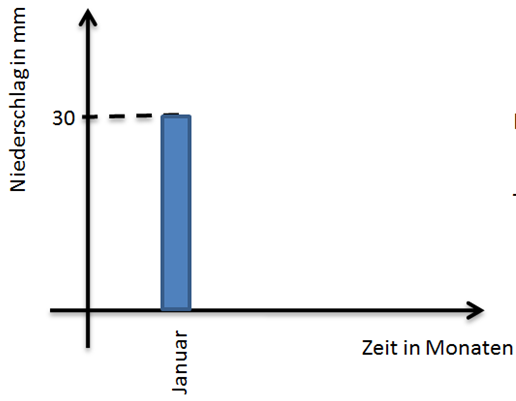 Niederschlag in mm
30
Januar
Zeit in Monaten